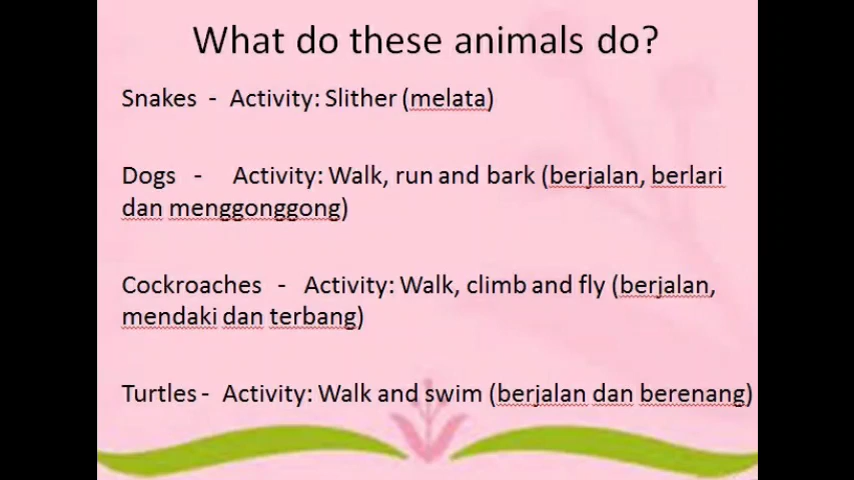 What do these animals do?
Snakes - Activity: Slither (melata)
Dogs - Activity: Walk, run and bark (berjalan, berlari
dan menggonggong)
Cockroaches - Activity: Walk, climb and fly (berjalan,
mendaki dan terbang)
Turtles - Activity: Walk and swim (berjalan dan berenang)